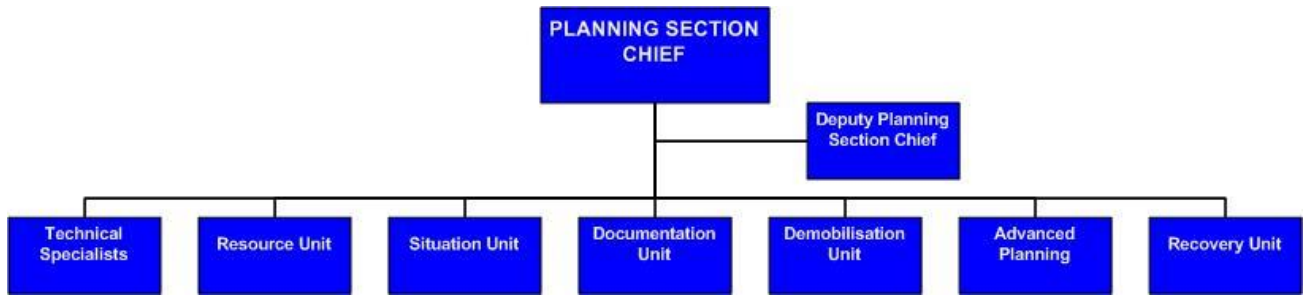 PLANNING SECTION
CHIEF
Deputy Planning
Section Chief
Technical
Specialists
Resource Unit
Situation Unit
Documentation
Unit
Demobilisation
Unit
Advanced
Planning
Recovery Unit